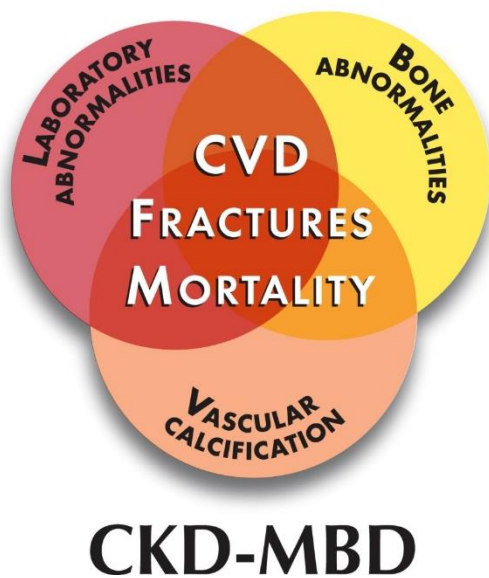 LABORATORY
ABNORMALITIES
BONE
ABNORMALITIES
CVD
FRACTURES
MORTALITY
VASCULAR
CALCIFICATION
CKD-MBD